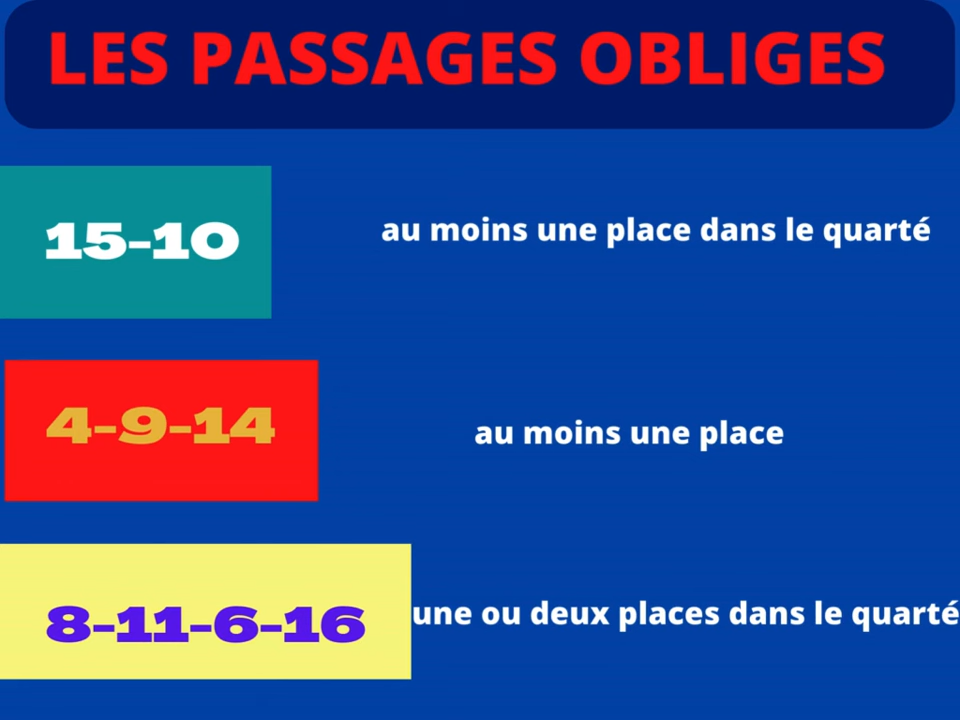 LES PASSAGES OBLIGES
15-10
au moins une place dans le quarté
4-9-14
au moins une place
8-11-6-16
une ou deux places dans le quarté